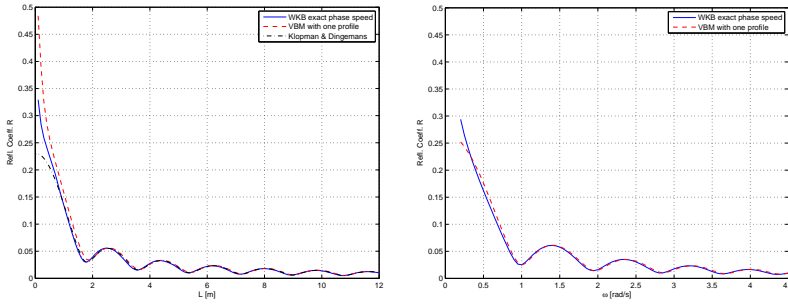 0.5
0.45
0.4
0.35
0.3
0.25
0.2
0.15
0.1
0.05
0
Refl. Coeff. R
WKB exact phase speed
VBM with one profile
Klopman & Dingemans
0 2 4 6 8 10 12
L [m]
0.5
0.45
0.4
0.35
0.3
0.25
0.2
0.15
0.1
0.05
0
Refl. Coeff. R
WKB exact phase speed
VBM with one profile
0 0.5 1 1.5 2 2.5 3 3.5 4
ω [rad/s]